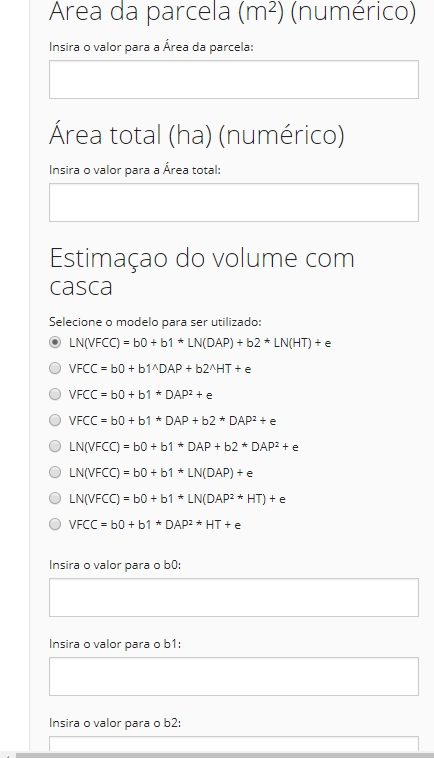 Área da parcela (m²) (numérico)
Insira o valor para a Área da parcela:
Área total (ha) (numérico)
Insira o valor para a Área total:
Estimaçao do volume com
casca
Selecione o modelo para ser utilizado:
LN(VFCC) = b0 + b1 * LN(DAP) + b2 * LN(HT) + e
VFCC = b0 + b1^DAP + b2^HT + e
VFCC = b0 + b1 * DAP² + e
VFCC = b0 + b1 * DAP + b2 * DAP² + e
LN(VFCC) = b0 + b1 * DAP + b2 * DAP² + e
LN(VFCC) = b0 + b1 * LN(DAP) + e
LN(VFCC) = b0 + b1 * LN(DAP² * HT) + e
VFCC = b0 + b1 * DAP² * HT + e
Insira o valor para o b0:
Insira o valor para o b1:
Insira o valor para o b2: